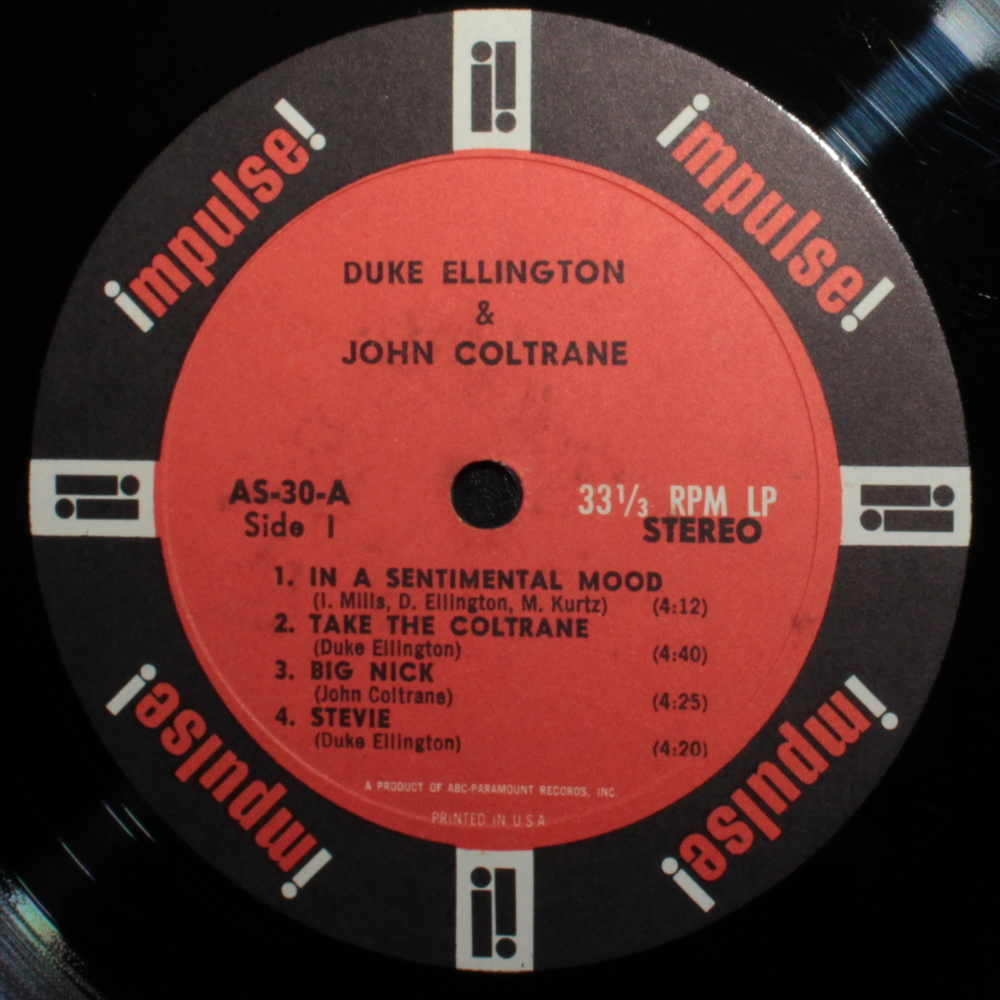 impulse!
impulse!
DUKE ELLINGTON
&
JOHN COLTRANE
AS-30-A
Side 1
33 1/3 RPM LP
STEREO
1. IN A SENTIMENTAL MOOD
(I. Mills, D. Ellington, M. Kurtz) (4:12)
2. TAKE THE COLTRANE
(Duke Ellington) (4:40)
3. BIG NICK
(John Coltrane) (4:25)
4. STEVIE
(Duke Ellington) (4:20)
A PRODUCT OF ABC-PARAMOUNT RECORDS, INC.
PRINTED IN U.S.A
impulse!
impulse!